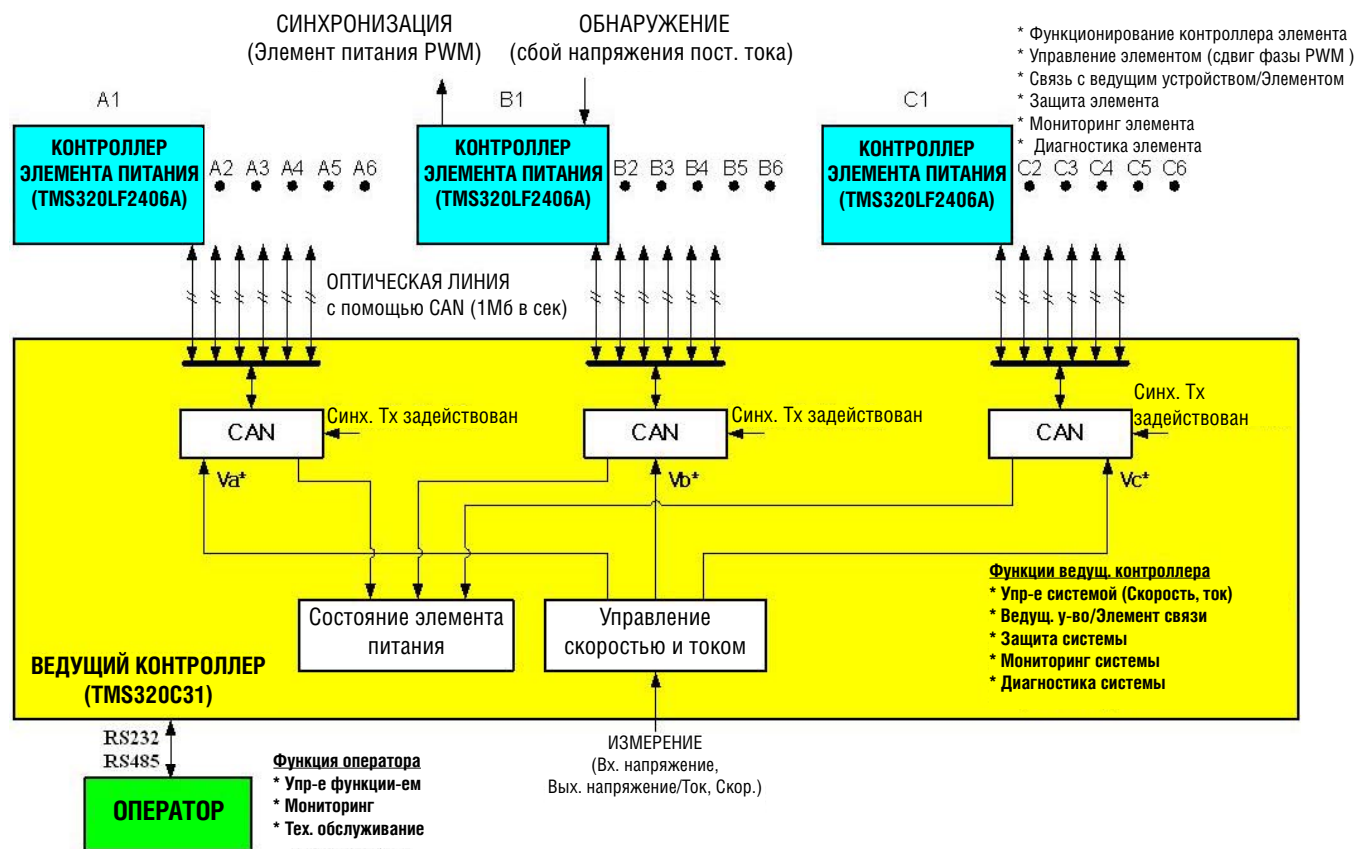 СИНХРОНИЗАЦИЯ
(Элемент питания PWM)
ОБНАРУЖЕНИЕ
(сбой напряжения пост. тока)
* Функционирование контроллера элемента
* Управление элементом (сдвиг фазы PWM )
* Связь с ведущим устройством/Элементом
* Защита элемента
* Мониторинг элемента
* Диагностика элемента
A1
B1
C1
КОНТРОЛЛЕР
ЭЛЕМЕНТА ПИТАНИЯ
(TMS320LF2406A)
A2 A3 A4 A5 A6
КОНТРОЛЛЕР
ЭЛЕМЕНТА ПИТАНИЯ
(TMS320LF2406A)
B2 B3 B4 B5 B6
КОНТРОЛЛЕР
ЭЛЕМЕНТА ПИТАНИЯ
(TMS320LF2406A)
C2 C3 C4 C5 C6
ОПТИЧЕСКАЯ ЛИНИЯ
с помощью CAN (1Мб в сек)
CAN
Синх. Тх задействован
CAN
Синх. Тх задействован
CAN
Синх. Тх
задействован
Va*
Vb*
Vc*
Состояние элемента
питания
Управление
скоростью и током
Функции ведущ. контроллера
* Упр-е системой (Скорость, ток)
* Ведущ. у-во/Элемент связи
* Защита системы
* Мониторинг системы
* Диагностика системы
ВЕДУЩИЙ КОНТРОЛЛЕР
(TMS320C31)
RS232
RS485
ОПЕРАТОР
Функция оператора
* Упр-е функции-ем
* Мониторинг
* Тех. обслуживание
ИЗМЕРЕНИЕ
(Вх. напряжение,
Вых. напряжение/Ток, Скор.)